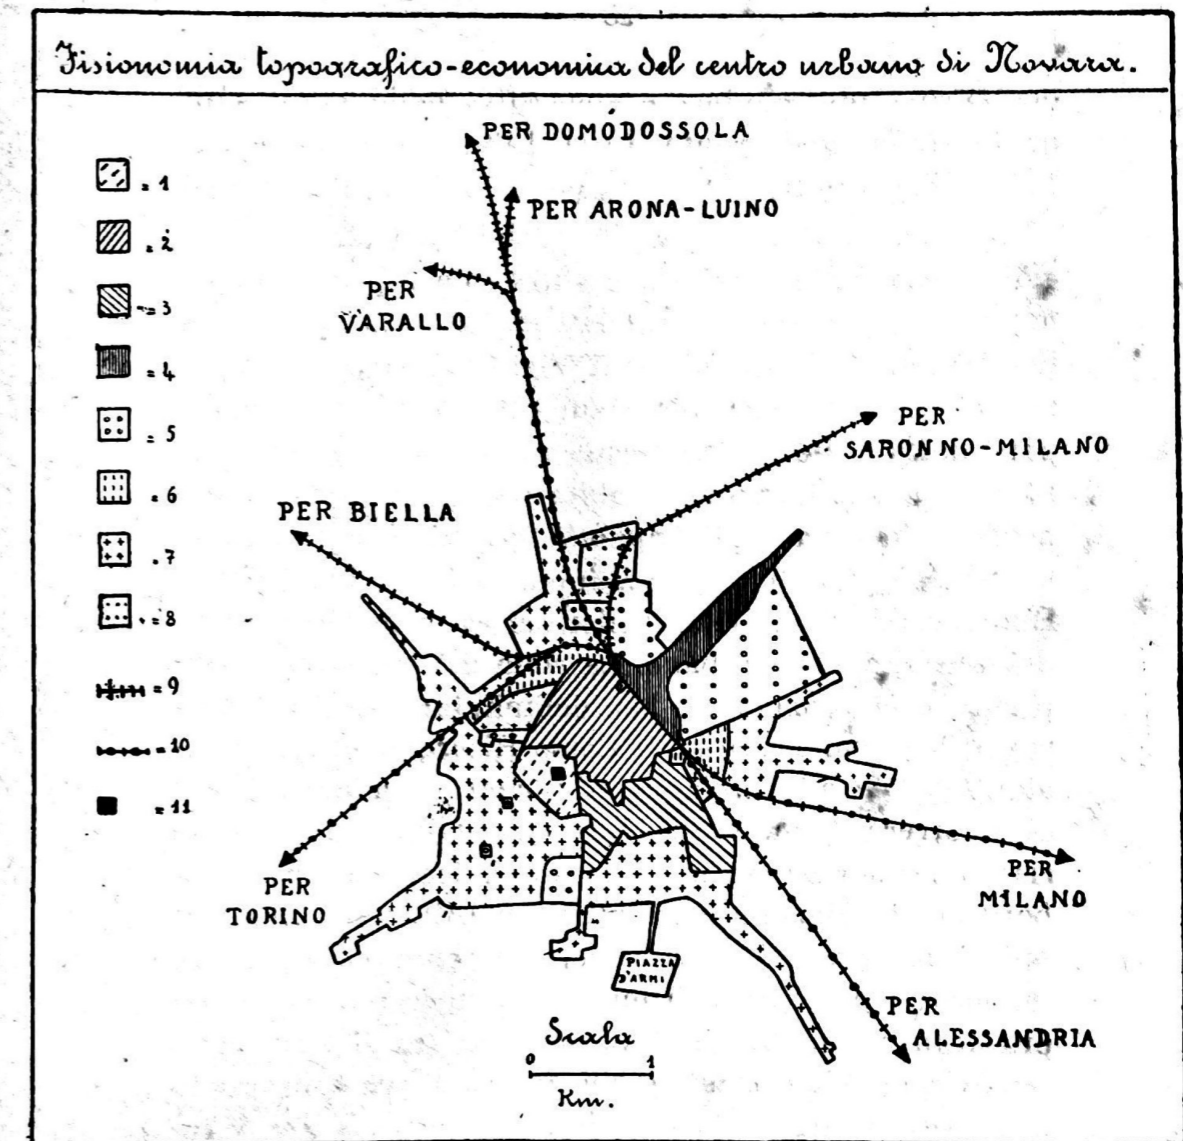 Fisionomia topografico-economica del centro urbano di Novara.
PER DOMODOSSOLA
PER ARONA-LUINO
PER
VARALLO
= 1
= 2
= 3
= 4
= 5
= 6
= 7
= 8
= 9
= 10
= 11
PER
SARONNO-MILANO
PER BIELLA
PER
TORINO
PER
MILANO
PIAZZA
D'ARMI
PER
ALESSANDRIA
Scala
0 1
Km.